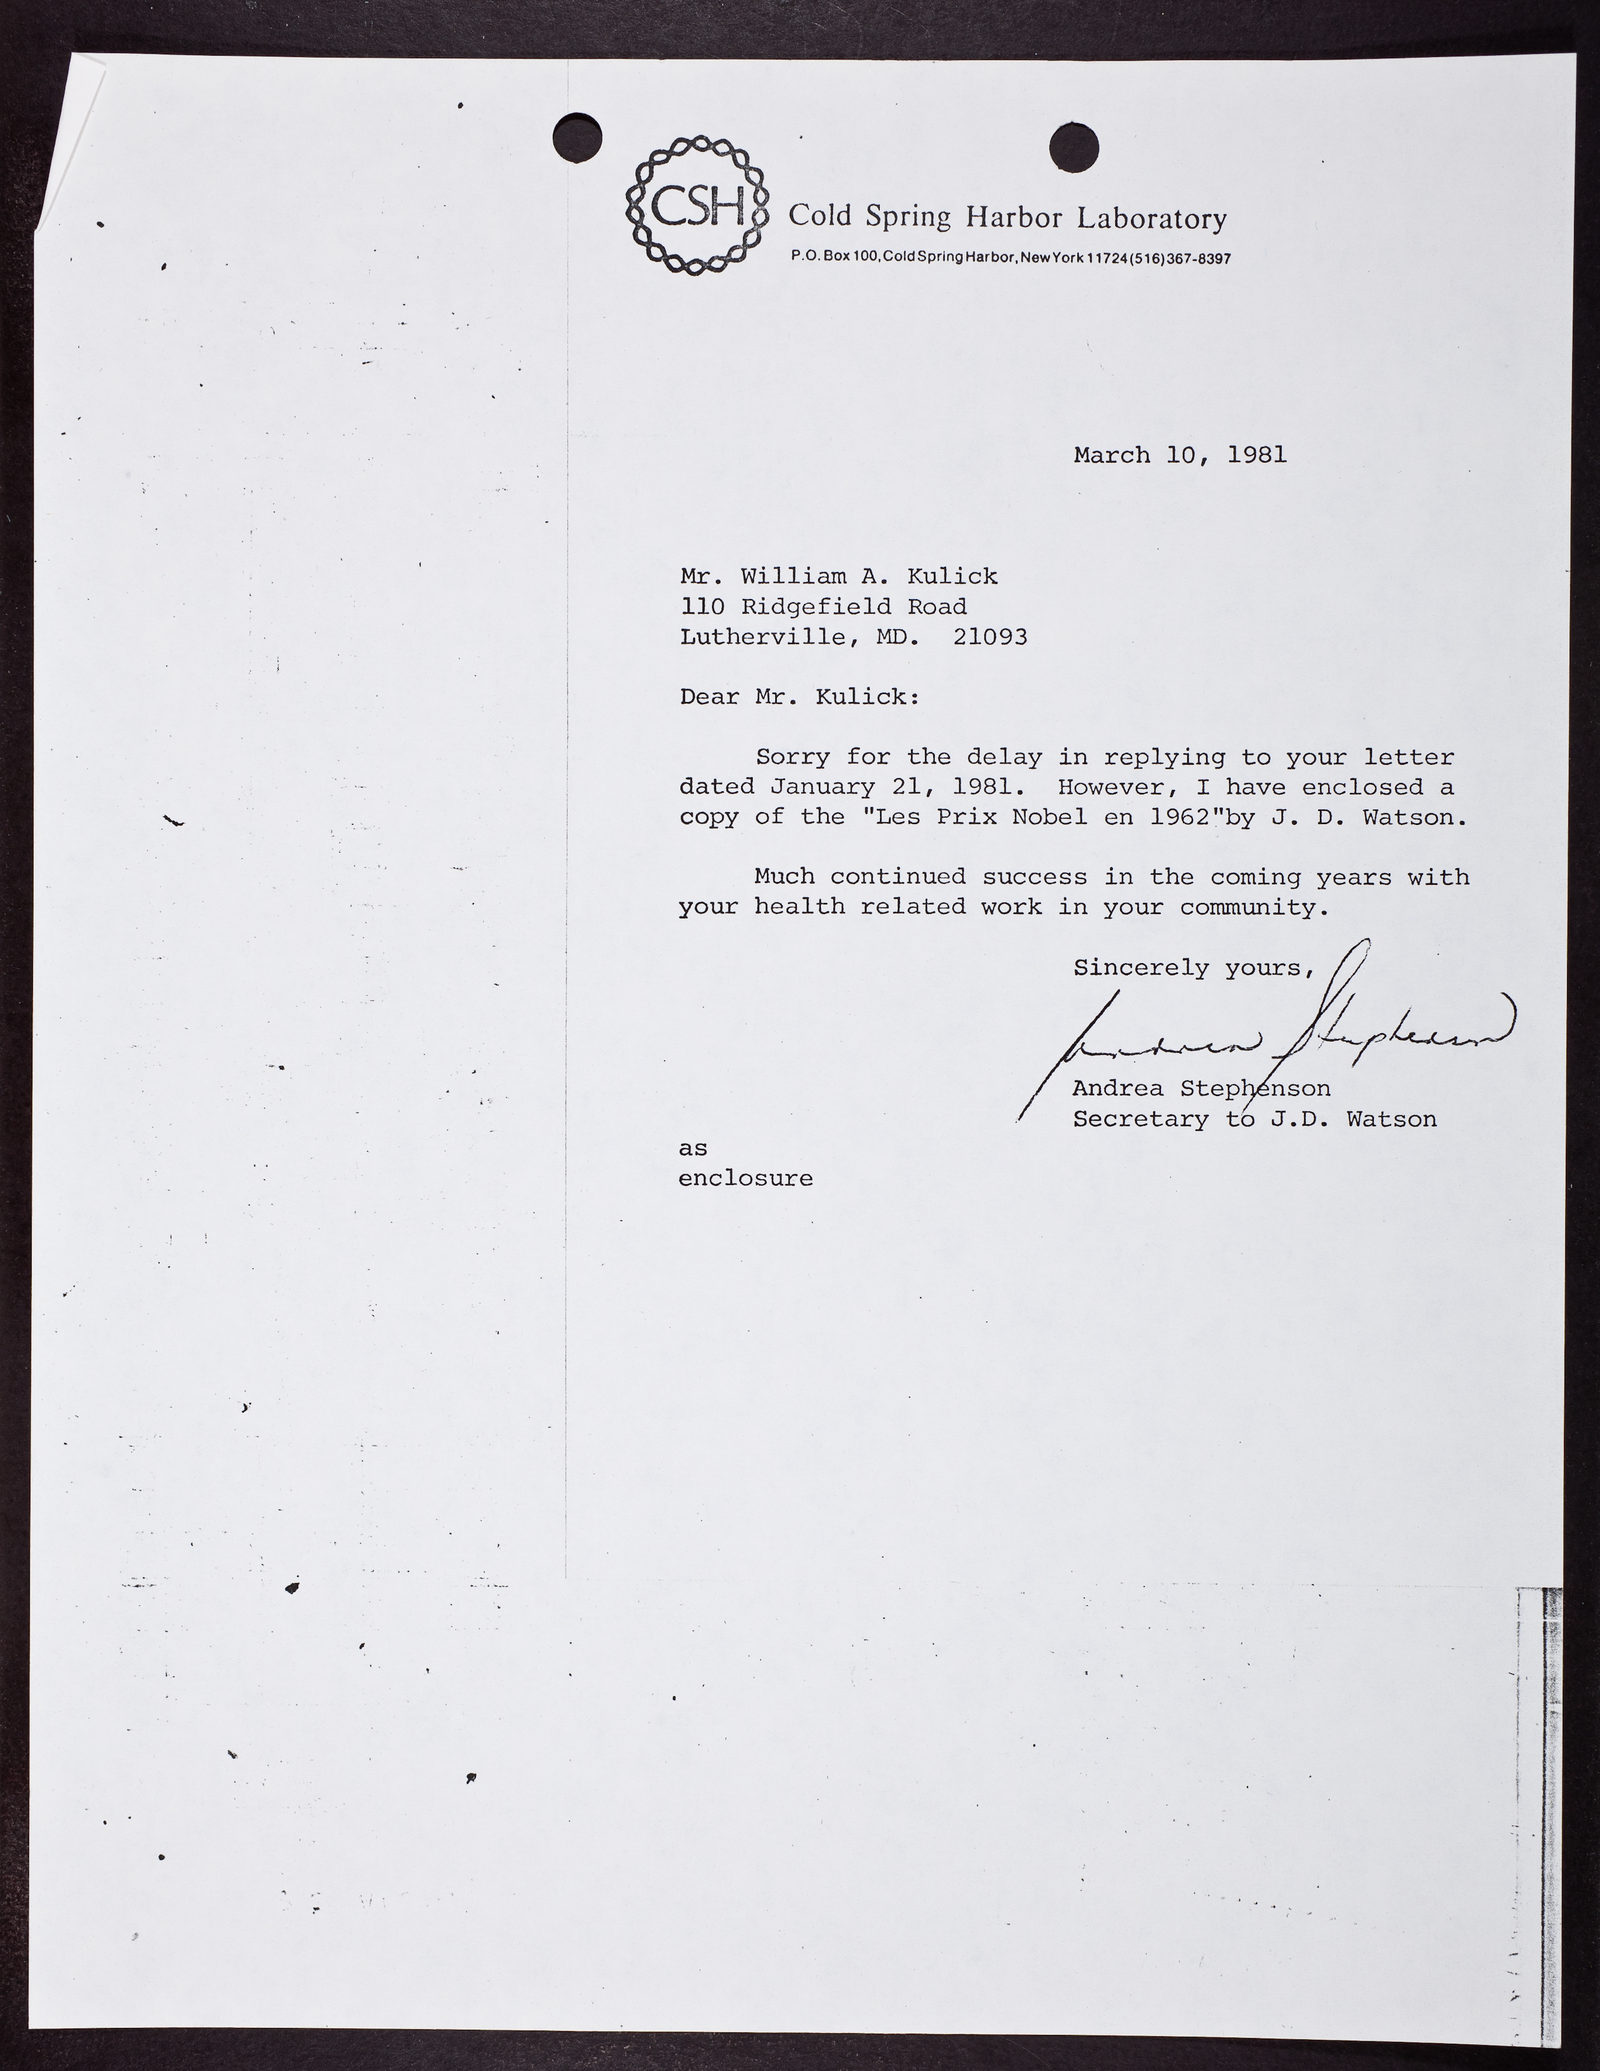 CSH
Cold Spring Harbor Laboratory
P.O. Box 100, Cold Spring Harbor, New York 11724 (516) 367-8397
March 10, 1981
Mr. William A. Kulick
110 Ridgefield Road
Lutherville, MD.  21093
Dear Mr. Kulick:
Sorry for the delay in replying to your letter
dated January 21, 1981.  However, I have enclosed a
copy of the "Les Prix Nobel en 1962"by J. D. Watson.
Much continued success in the coming years with
your health related work in your community.
Sincerely yours,
Andrea Stephenson
Andrea Stephenson
Secretary to J.D. Watson
as
enclosure